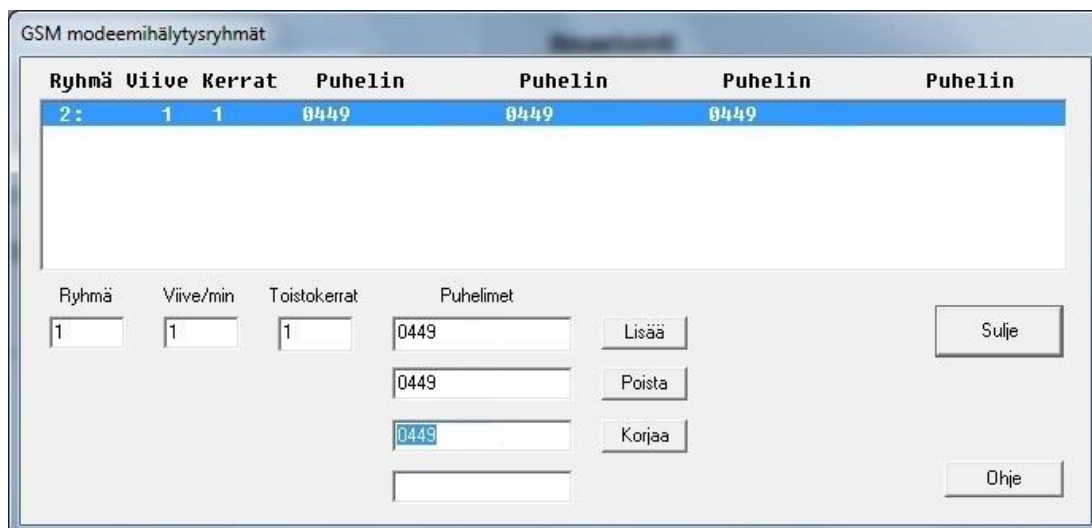 GSM modeemihälytysryhmät
Ryhmä Viive Kerrat Puhelin Puhelin Puhelin Puhelin
2: 1 1 0449 0449 0449
Ryhmä Viive/min Toistokerrat Puhelimet
1 1 1 0449 Lisää Sulje
0449 Poista
0449 Korjaa
Ohje